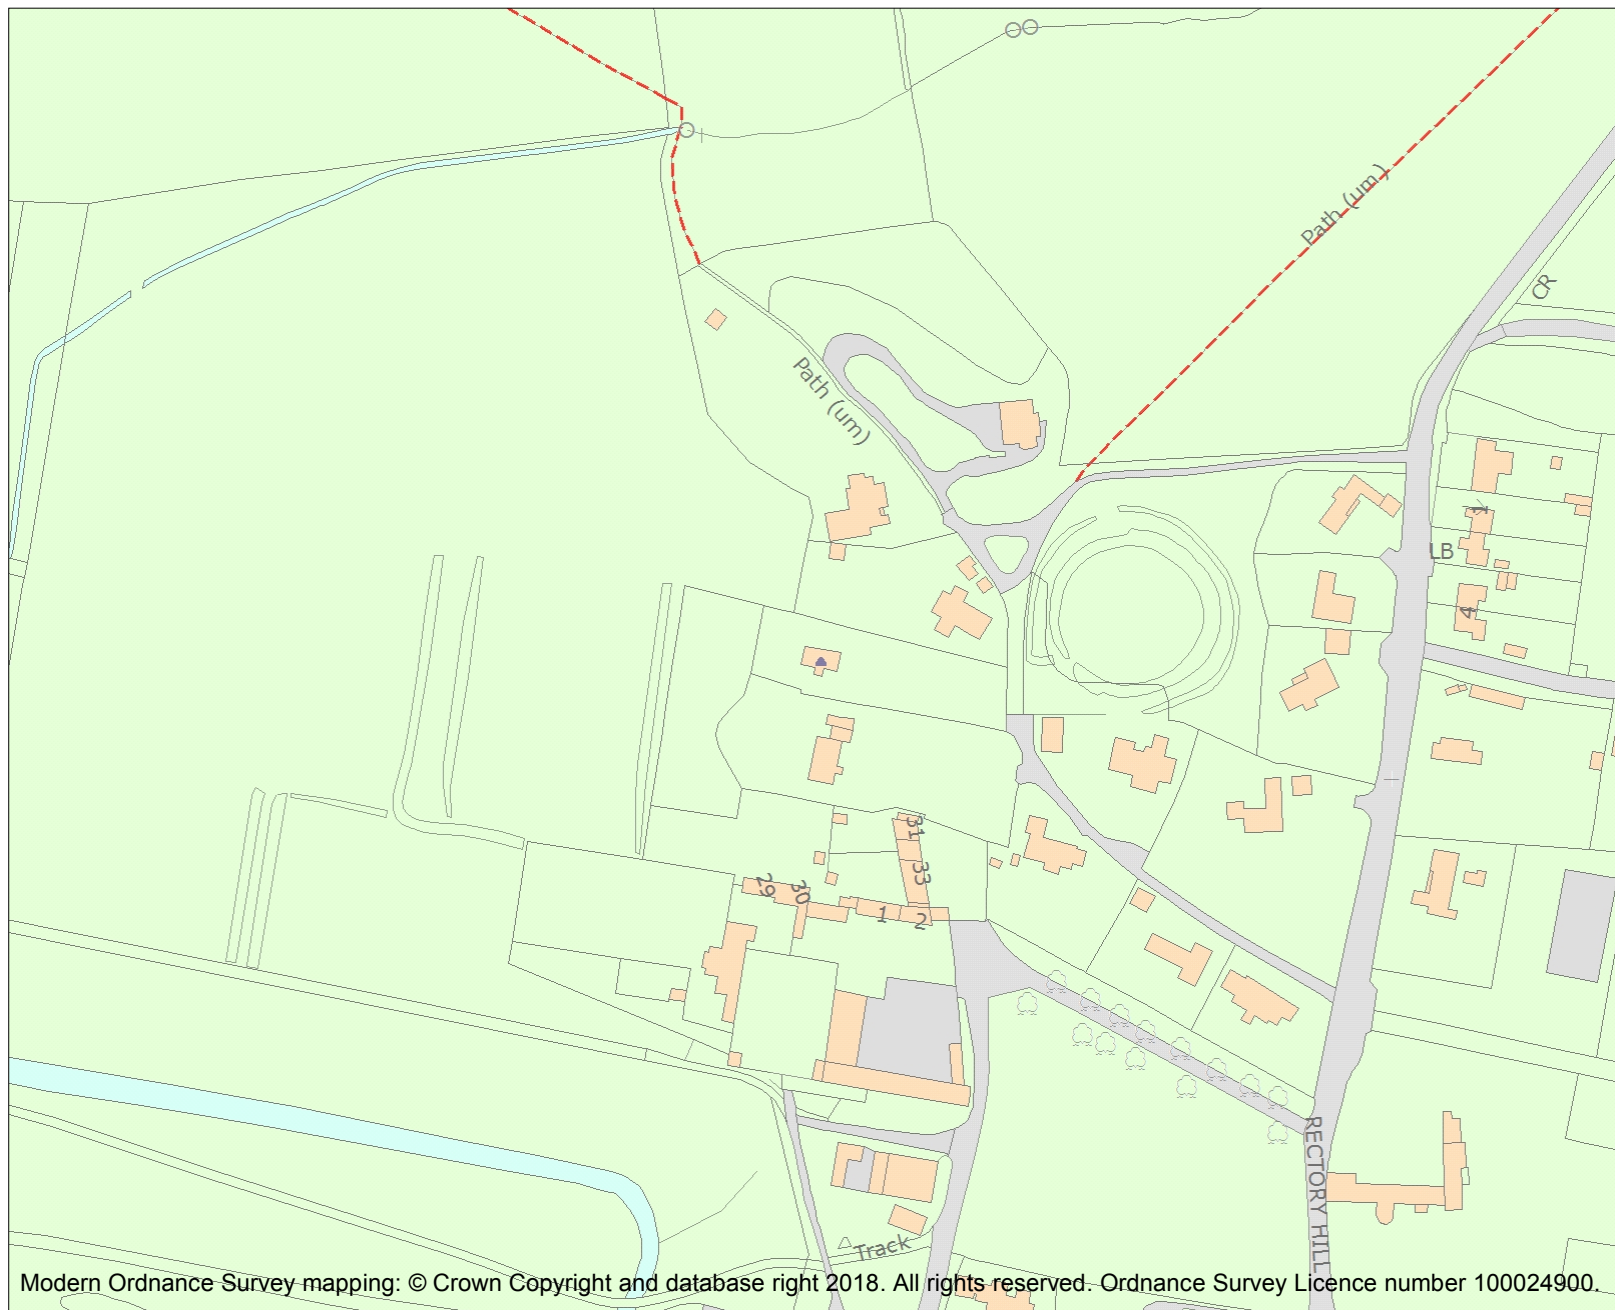 Path (um)
CR
Path (um)
1
LB
4
31
33
29
30
1
2
RECTORY HILL
Track
Modern Ordnance Survey mapping: © Crown Copyright and database right 2018. All rights reserved. Ordnance Survey Licence number 100024900.